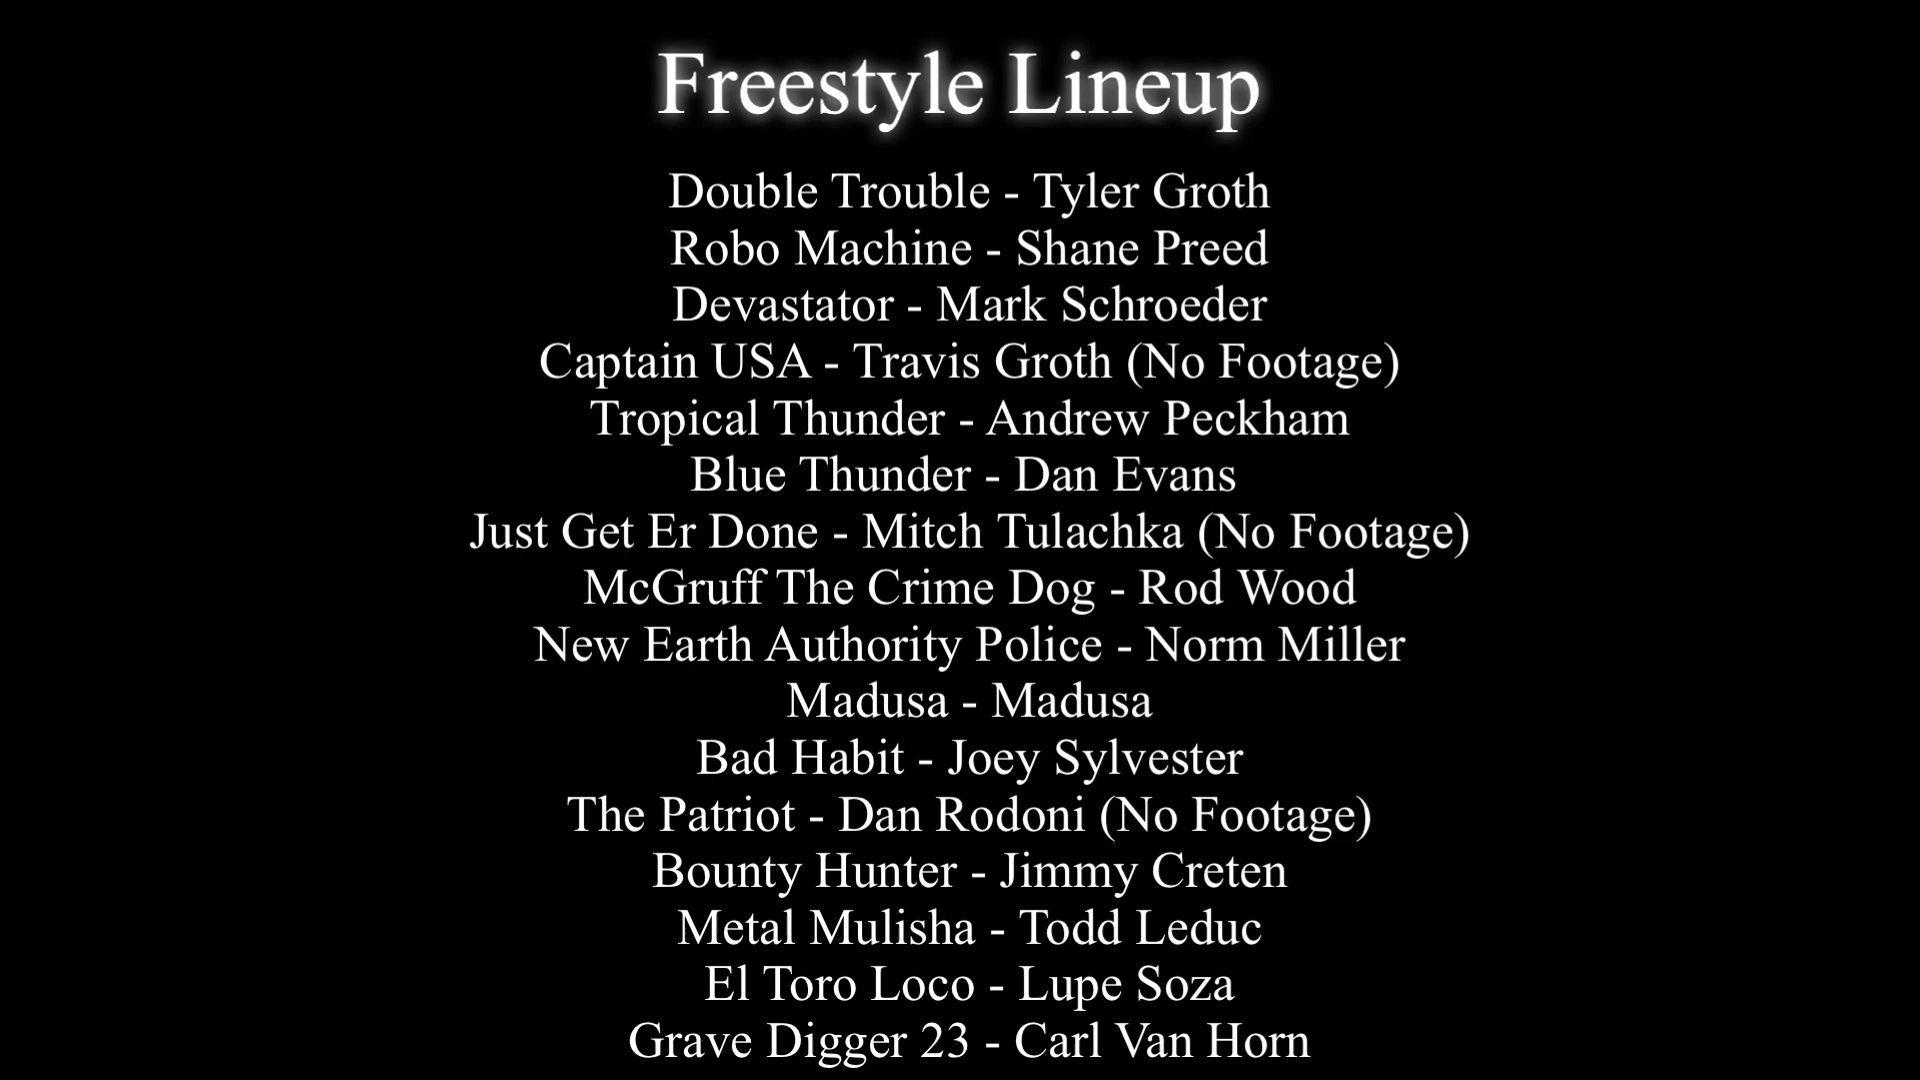 Freestyle Lineup
Double Trouble - Tyler Groth
Robo Machine - Shane Preed
Devastator - Mark Schroeder
Captain USA - Travis Groth (No Footage)
Tropical Thunder - Andrew Peckham
Blue Thunder - Dan Evans
Just Get Er Done - Mitch Tulachka (No Footage)
McGruff The Crime Dog - Rod Wood
New Earth Authority Police - Norm Miller
Madusa - Madusa
Bad Habit - Joey Sylvester
The Patriot - Dan Rodoni (No Footage)
Bounty Hunter - Jimmy Creten
Metal Mulisha - Todd Leduc
El Toro Loco - Lupe Soza
Grave Digger 23 - Carl Van Horn